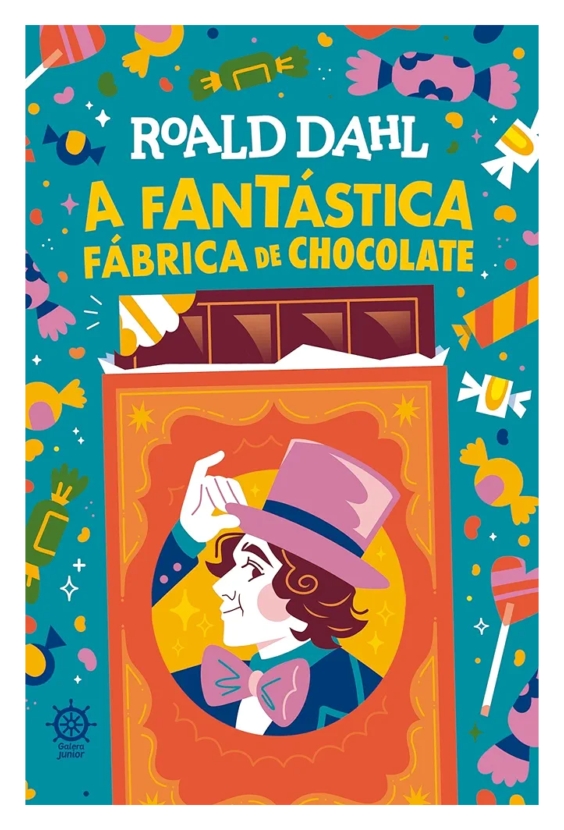 ROALD DAHL
A FANTÁSTICA
FÁBRICA DE CHOCOLATE
Galera
junior